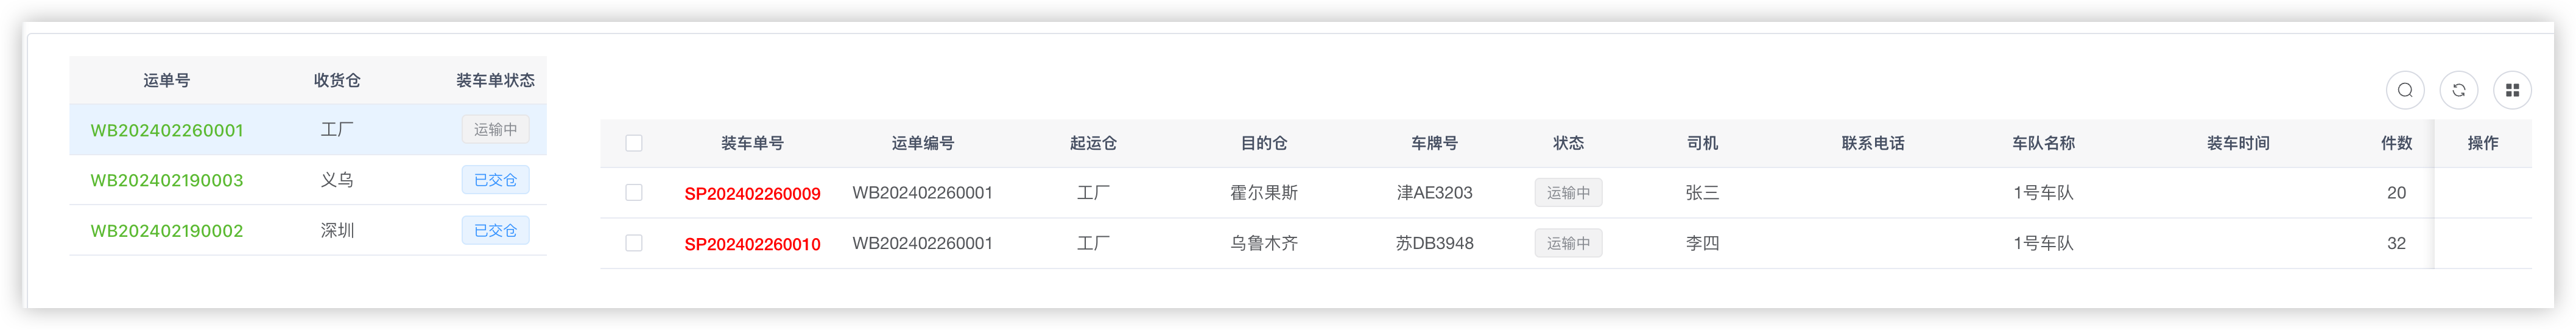 运单号 收货仓 装车单状态
WB202402260001 工厂 运输中
WB202402190003 义乌 已交仓
WB202402190002 深圳 已交仓
装车单号 运单编号 起运仓 目的仓 车牌号 状态 司机 联系电话 车队名称 装车时间 件数 操作
SP202402260009 WB202402260001 工厂 霍尔果斯 津AE3203 运输中 张三 1号车队 20
SP202402260010 WB202402260001 工厂 乌鲁木齐 苏DB3948 运输中 李四 1号车队 32